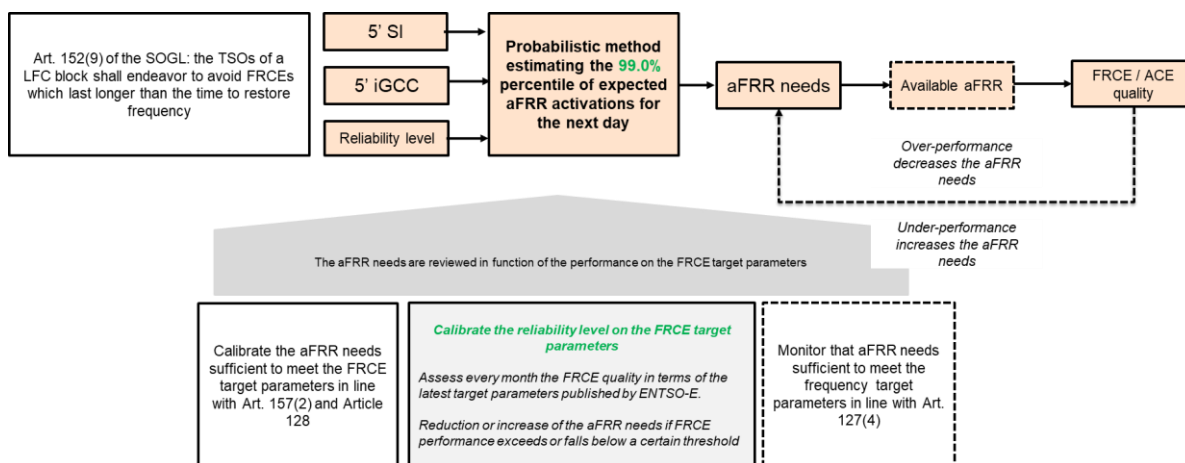 Art. 152(9) of the SOGL: the TSOs of a
LFC block shall endeavor to avoid FRCEs
which last longer than the time to restore
frequency
5' SI
5' iGCC
Reliability level
Probabilistic method
estimating the 99.0%
percentile of expected
aFRR activations for
the next day
aFRR needs
Available aFRR
FRCE / ACE
quality
Over-performance
decreases the aFRR
needs
Under-performance
increases the aFRR
needs
The aFRR needs are reviewed in function of the performance on the FRCE target parameters
Calibrate the aFRR needs
sufficient to meet the FRCE
target parameters in line
with Art. 157(2) and Article
128
Calibrate the reliability level on the FRCE target
parameters
Assess every month the FRCE quality in terms of the
latest target parameters published by ENTSO-E.
Reduction or increase of the aFRR needs if FRCE
performance exceeds or falls below a certain threshold
Monitor that aFRR needs
sufficient to meet the
frequency target
parameters in line with Art.
127(4)